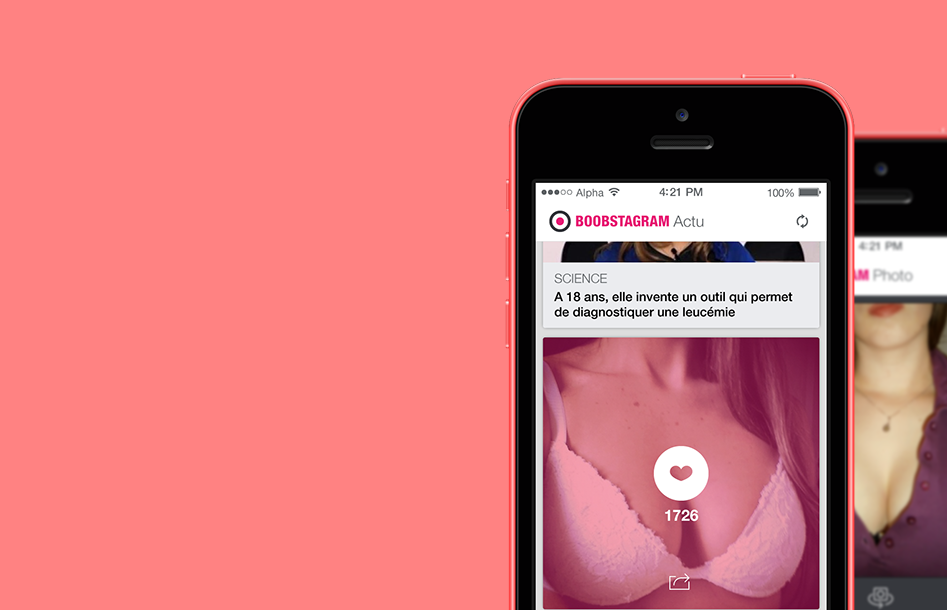 Alpha
4:21 PM
100%
BOOBSTAGRAM Actu
SCIENCE
A 18 ans, elle invente un outil qui permet
de diagnostiquer une leucémie
1726
4:21 PM
AM Photo